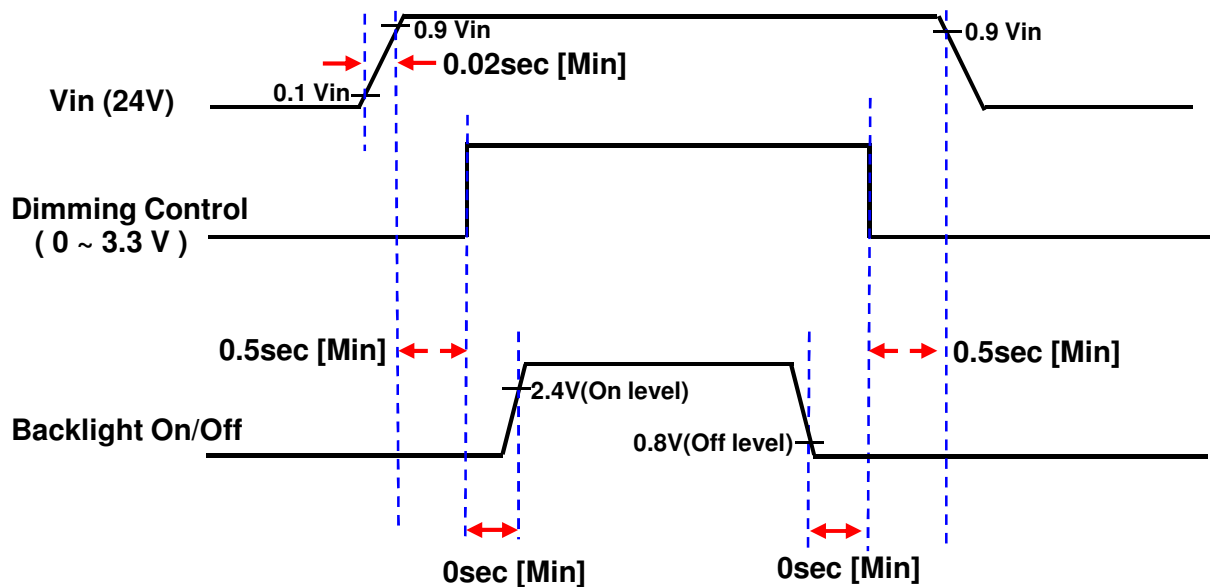 0.9 Vin
0.9 Vin
0.02sec [Min]
0.1 Vin
Vin (24V)
Dimming Control
( 0 ~ 3.3 V )
0.5sec [Min]
0.5sec [Min]
2.4V(On level)
Backlight On/Off
0.8V(Off level)
0sec [Min]
0sec [Min]